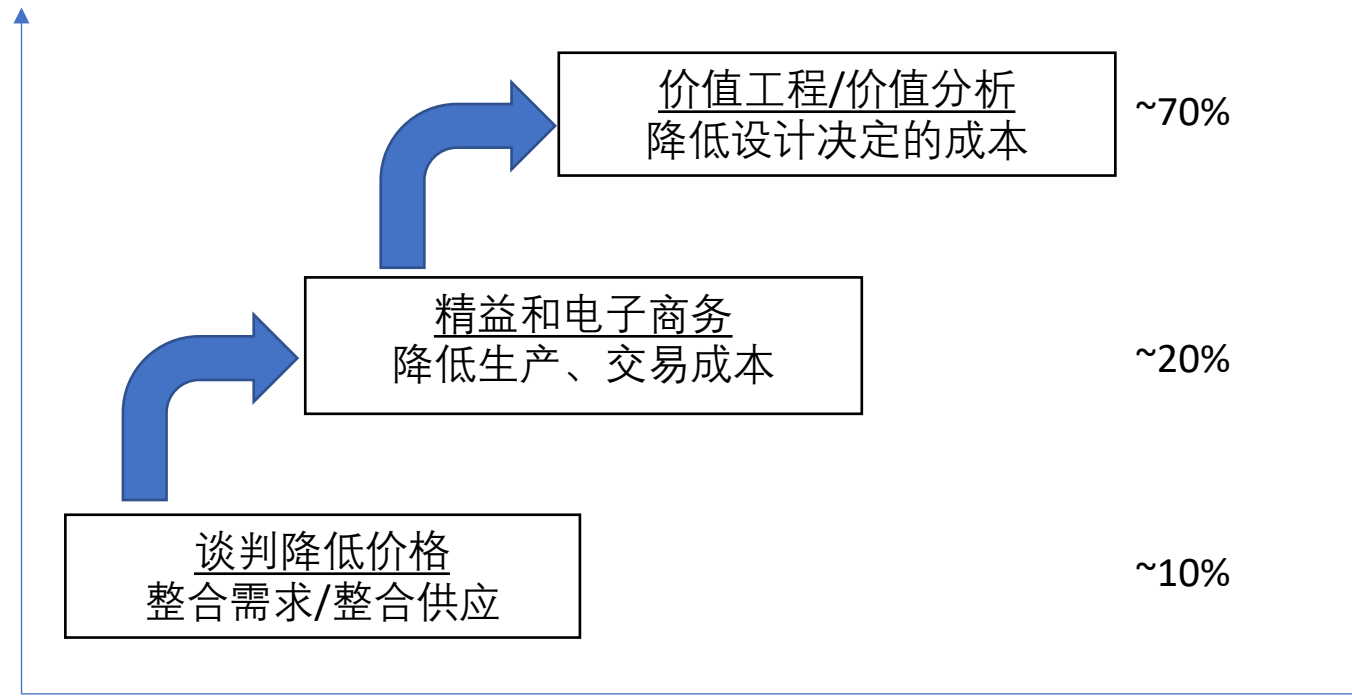 价值工程/价值分析
降低设计决定的成本
~70%
精益和电子商务
降低生产、交易成本
~20%
谈判降低价格
整合需求/整合供应
~10%